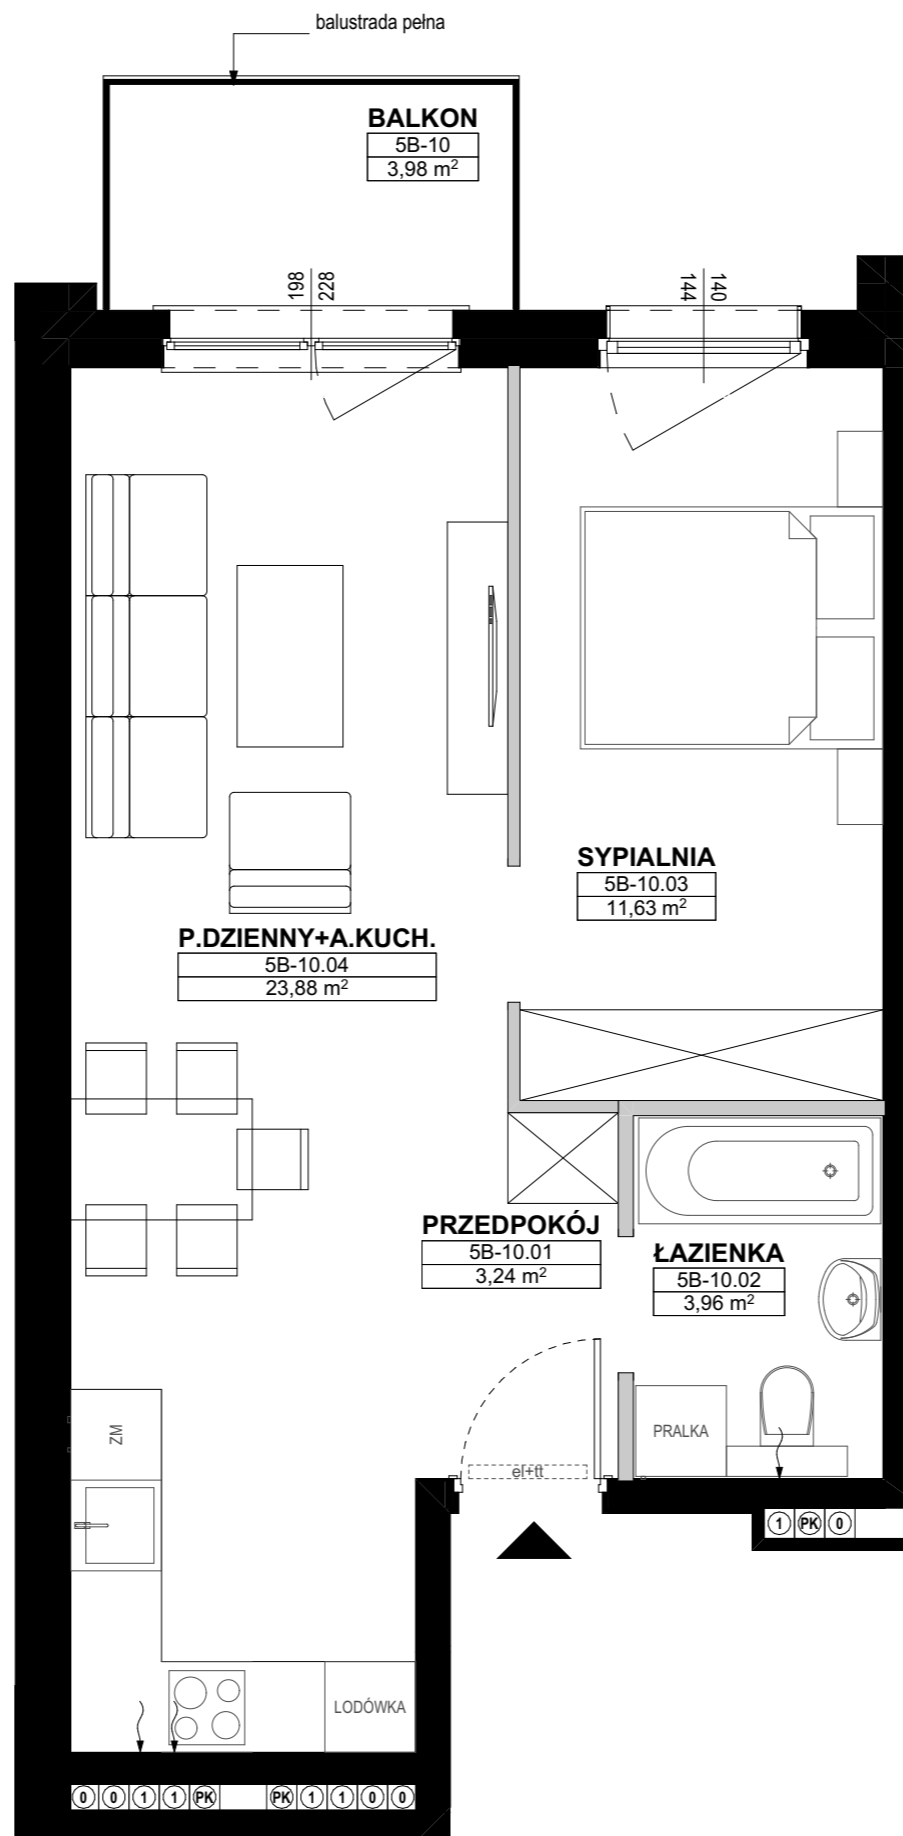 balustrada pełna
BALKON
5B-10
3,98 m²
198
228
144
140
SYPIALNIA
5B-10.03
11,63 m²
P.DZIENNY+A.KUCH.
5B-10.04
23,88 m²
PRZEDPOKÓJ
5B-10.01
3,24 m²
ŁAZIENKA
5B-10.02
3,96 m²
ZM
PRALKA
el+tt
1 PK 0
LODÓWKA
0 0 1 1 PK PK 1 1 0 0